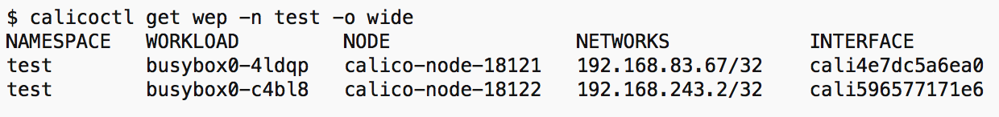 $ calicoctl get wep -n test -o wide
NAMESPACE   WORKLOAD         NODE                NETWORKS            INTERFACE
test        busybox0-4ldqp   calico-node-18121   192.168.83.67/32    cali4e7dc5a6ea0
test        busybox0-c4bl8   calico-node-18122   192.168.243.2/32    cali596577171e6